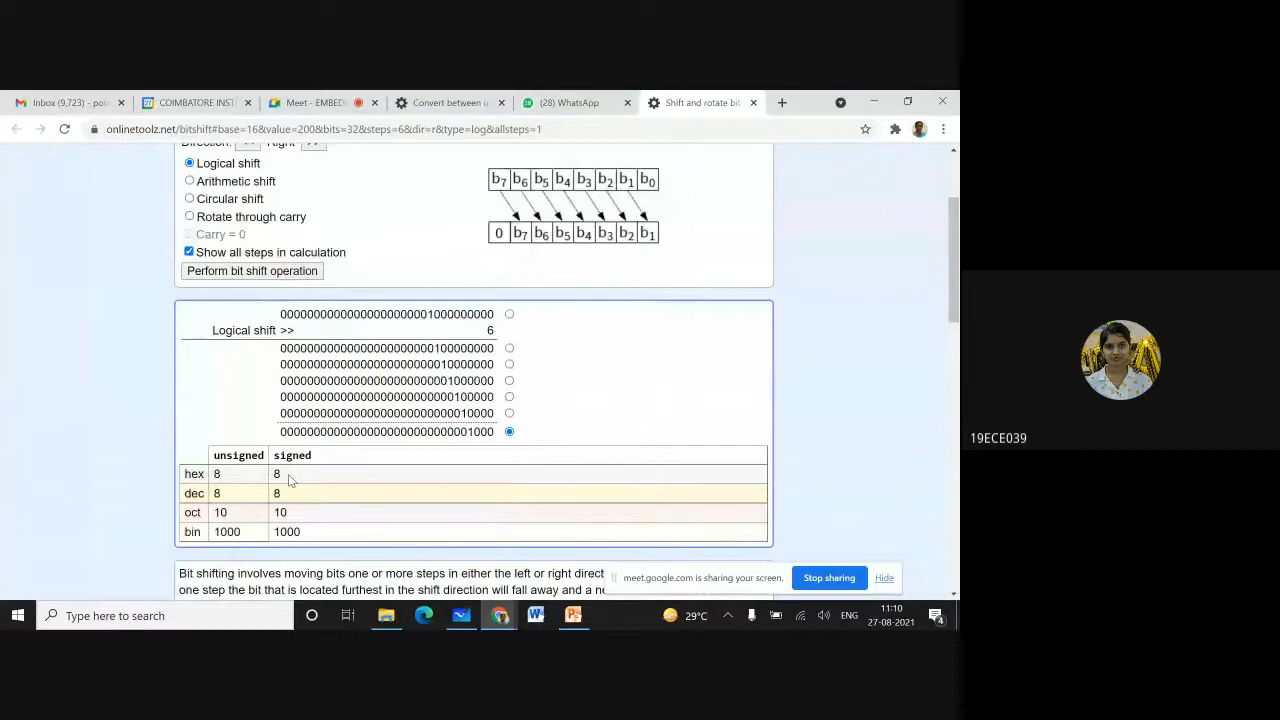 Inbox (9,723) - por
COIMBATORE INST
Meet - EMBED
Convert between u
(28) WhatsApp
Shift and rotate bit
onlinetoolz.net/bitshift#base=16&value=200&bits=32&steps=6&dir=r&type=log&allsteps=1
Direction: << Right >>
Logical shift
Arithmetic shift
Circular shift
Rotate through carry
Carry = 0
Show all steps in calculation
Perform bit shift operation
b7 b6 b5 b4 b3 b2 b1 b0
0 b7 b6 b5 b4 b3 b2 b1
00000000000000000000001000000000
Logical shift >> 6
00000000000000000000000100000000
00000000000000000000000010000000
00000000000000000000000001000000
00000000000000000000000000100000
00000000000000000000000000010000
00000000000000000000000000001000
unsigned signed
hex 8 8
dec 8 8
oct 10 10
bin 1000 1000
Bit shifting involves moving bits one or more steps in either the left or right direct
one step the bit that is located furthest in the shift direction will fall away and a ne
meet.google.com is sharing your screen. Stop sharing Hide
19ECE039
Type here to search
29°C
ENG
11:10
27-08-2021
4